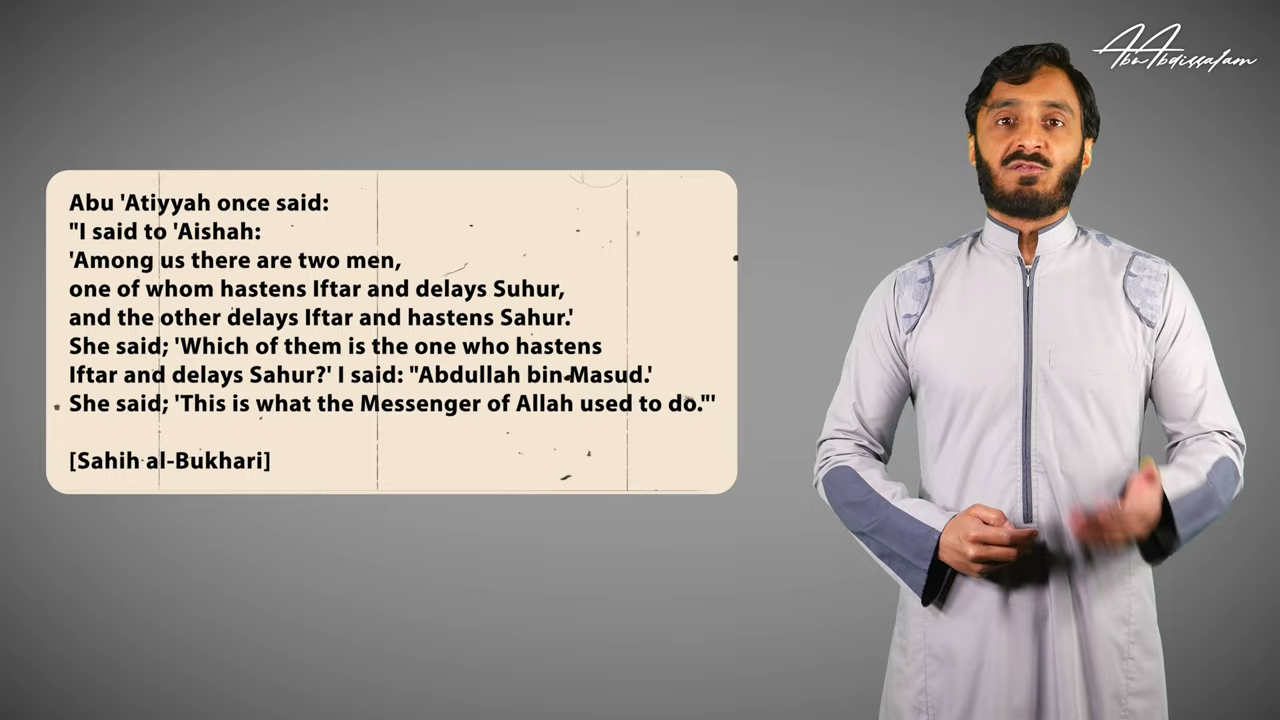 Abu 'Atiyyah once said:
"I said to 'Aishah:
'Among us there are two men,
one of whom hastens Iftar and delays Suhur,
and the other delays Iftar and hastens Sahur.'
She said; 'Which of them is the one who hastens
Iftar and delays Sahur?' I said: "Abdullah bin Masud.'
She said; 'This is what the Messenger of Allah used to do."'
[Sahih al-Bukhari]
AbuAbdissalam